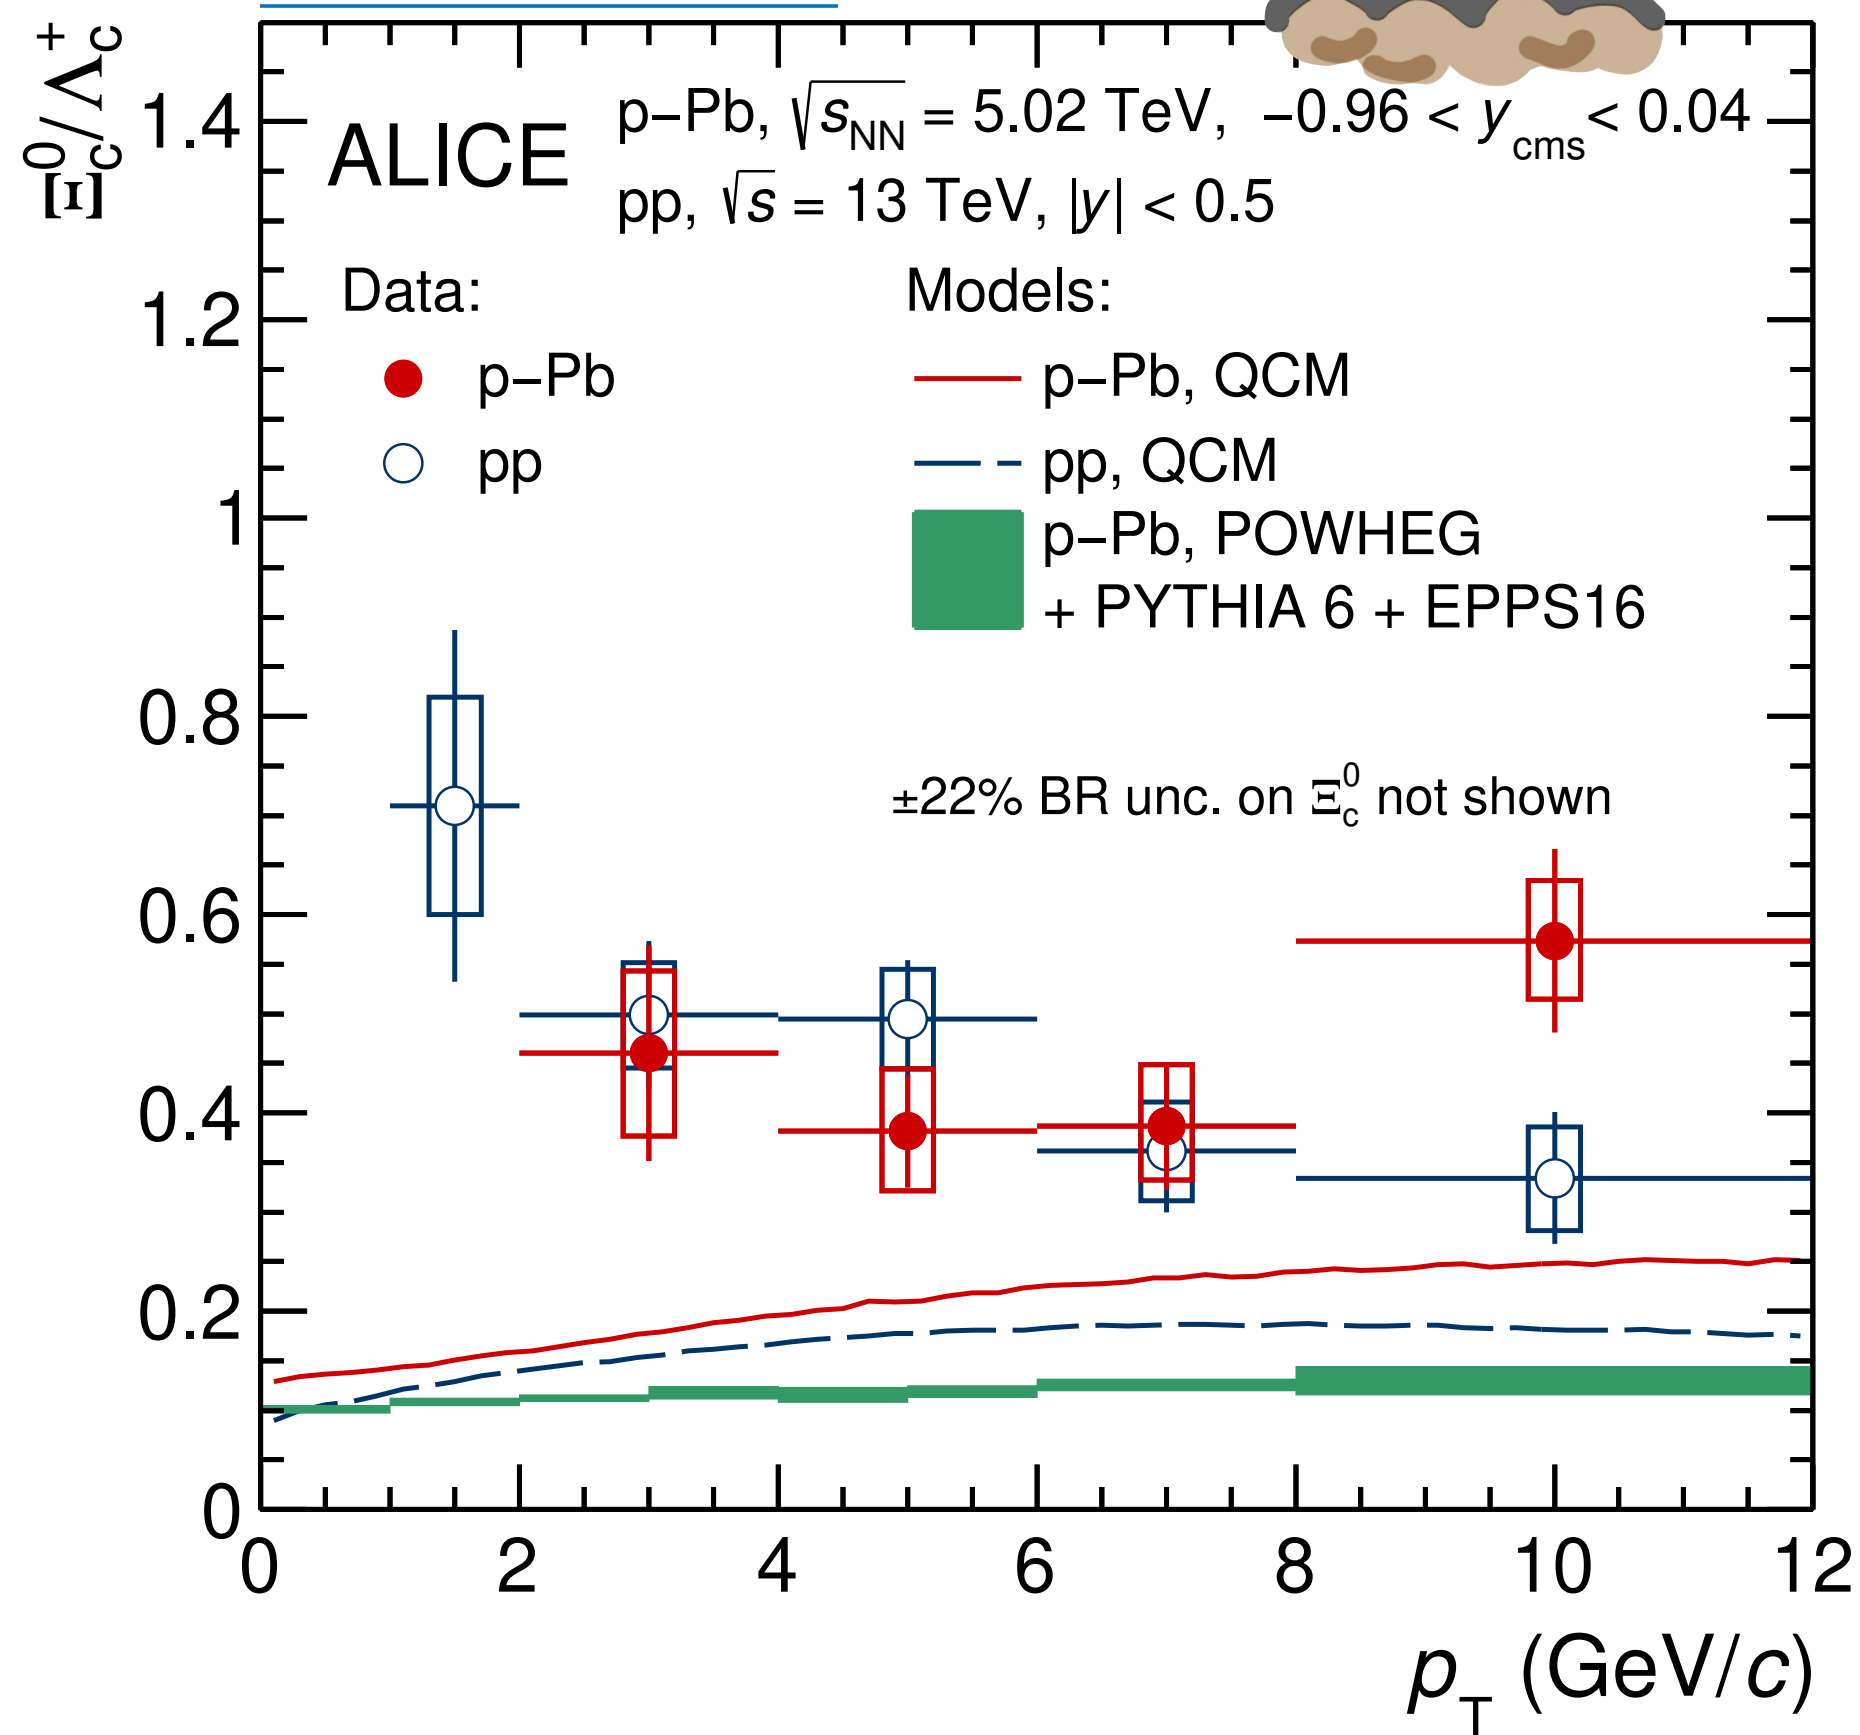 Ξ⁰c/Λ⁺c
ALICE
p−Pb, √sNN = 5.02 TeV, −0.96 < ycms < 0.04
pp, √s = 13 TeV, |y| < 0.5
Data:
p−Pb
pp
Models:
p−Pb, QCM
pp, QCM
p−Pb, POWHEG
+ PYTHIA 6 + EPPS16
±22% BR unc. on Ξ⁰c not shown
1.4
1.2
1
0.8
0.6
0.4
0.2
0
0 2 4 6 8 10 12
pT (GeV/c)